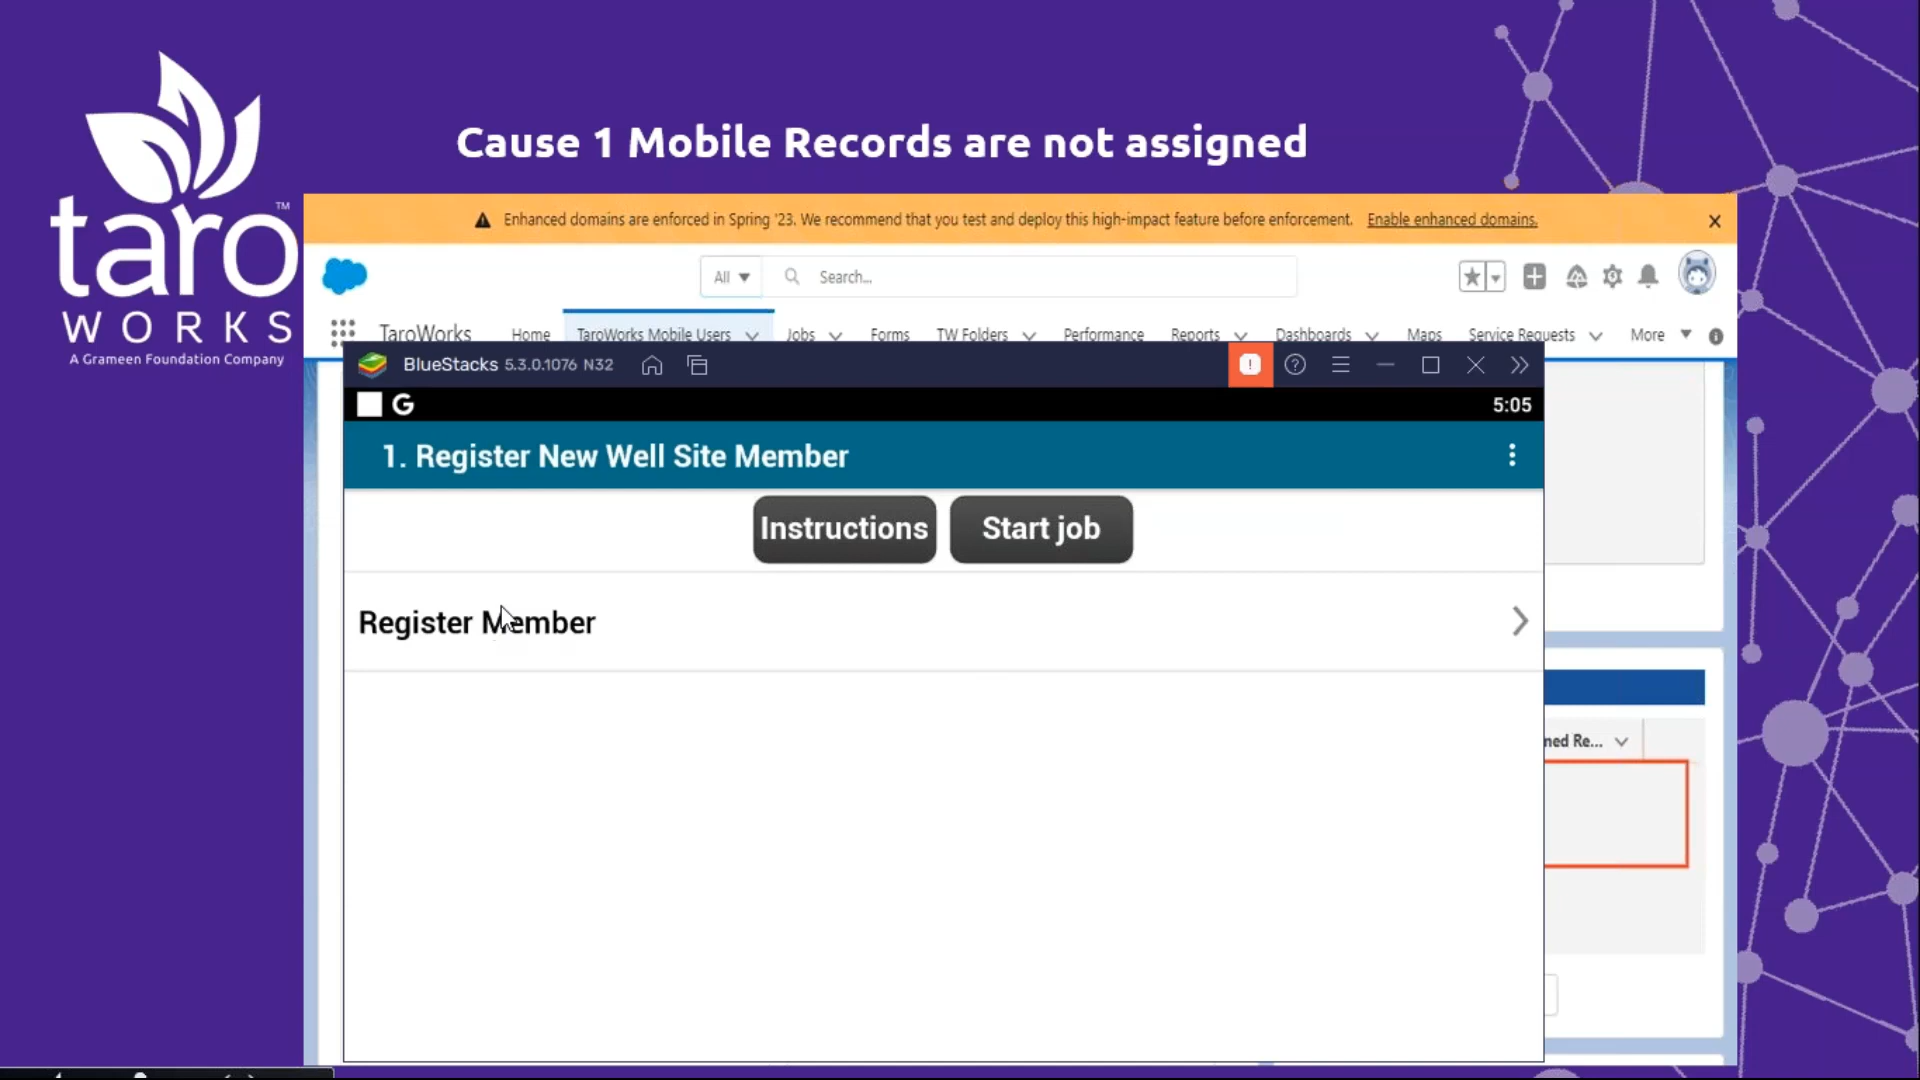 Cause 1 Mobile Records are not assigned
taro™
WORKS
A Grameen Foundation Company
Enhanced domains are enforced in Spring '23. We recommend that you test and deploy this high-impact feature before enforcement. Enable enhanced domains.
All Search...
TaroWorks Home TaroWorks Mobile Users Jobs Forms TW Folders Performance Reports Dashboards Maps Service Requests More
BlueStacks 5.3.0.1076 N32
G 5:05
1. Register New Well Site Member
Instructions Start job
Register Member
ned Re...